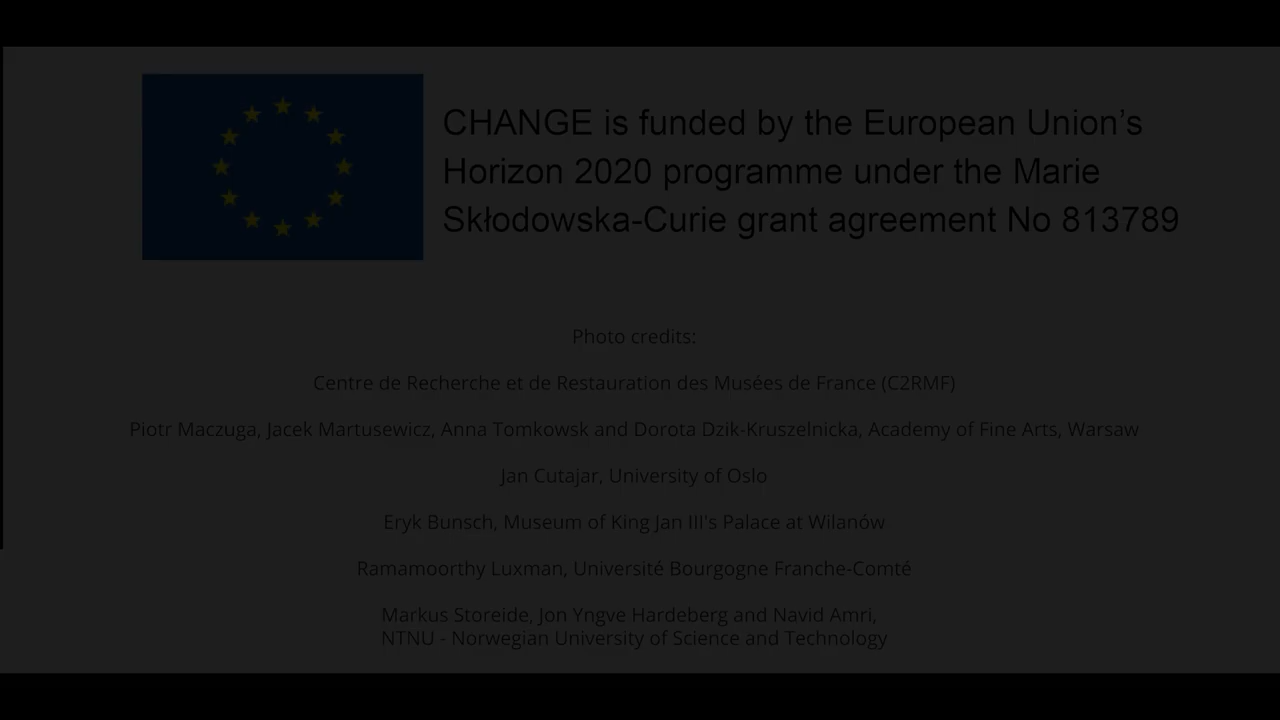 CHANGE is funded by the European Union’s
Horizon 2020 programme under the Marie
Skłodowska-Curie grant agreement No 813789
Photo credits:
Centre de Recherche et de Restauration des Musées de France (C2RMF)
Piotr Maczuga, Jacek Martusewicz, Anna Tomkowsk and Dorota Dzik-Kruszelnicka, Academy of Fine Arts, Warsaw
Jan Cutajar, University of Oslo
Eryk Bunsch, Museum of King Jan III's Palace at Wilanów
Ramamoorthy Luxman, Université Bourgogne Franche-Comté
Markus Storeide, Jon Yngve Hardeberg and Navid Amri,
NTNU - Norwegian University of Science and Technology